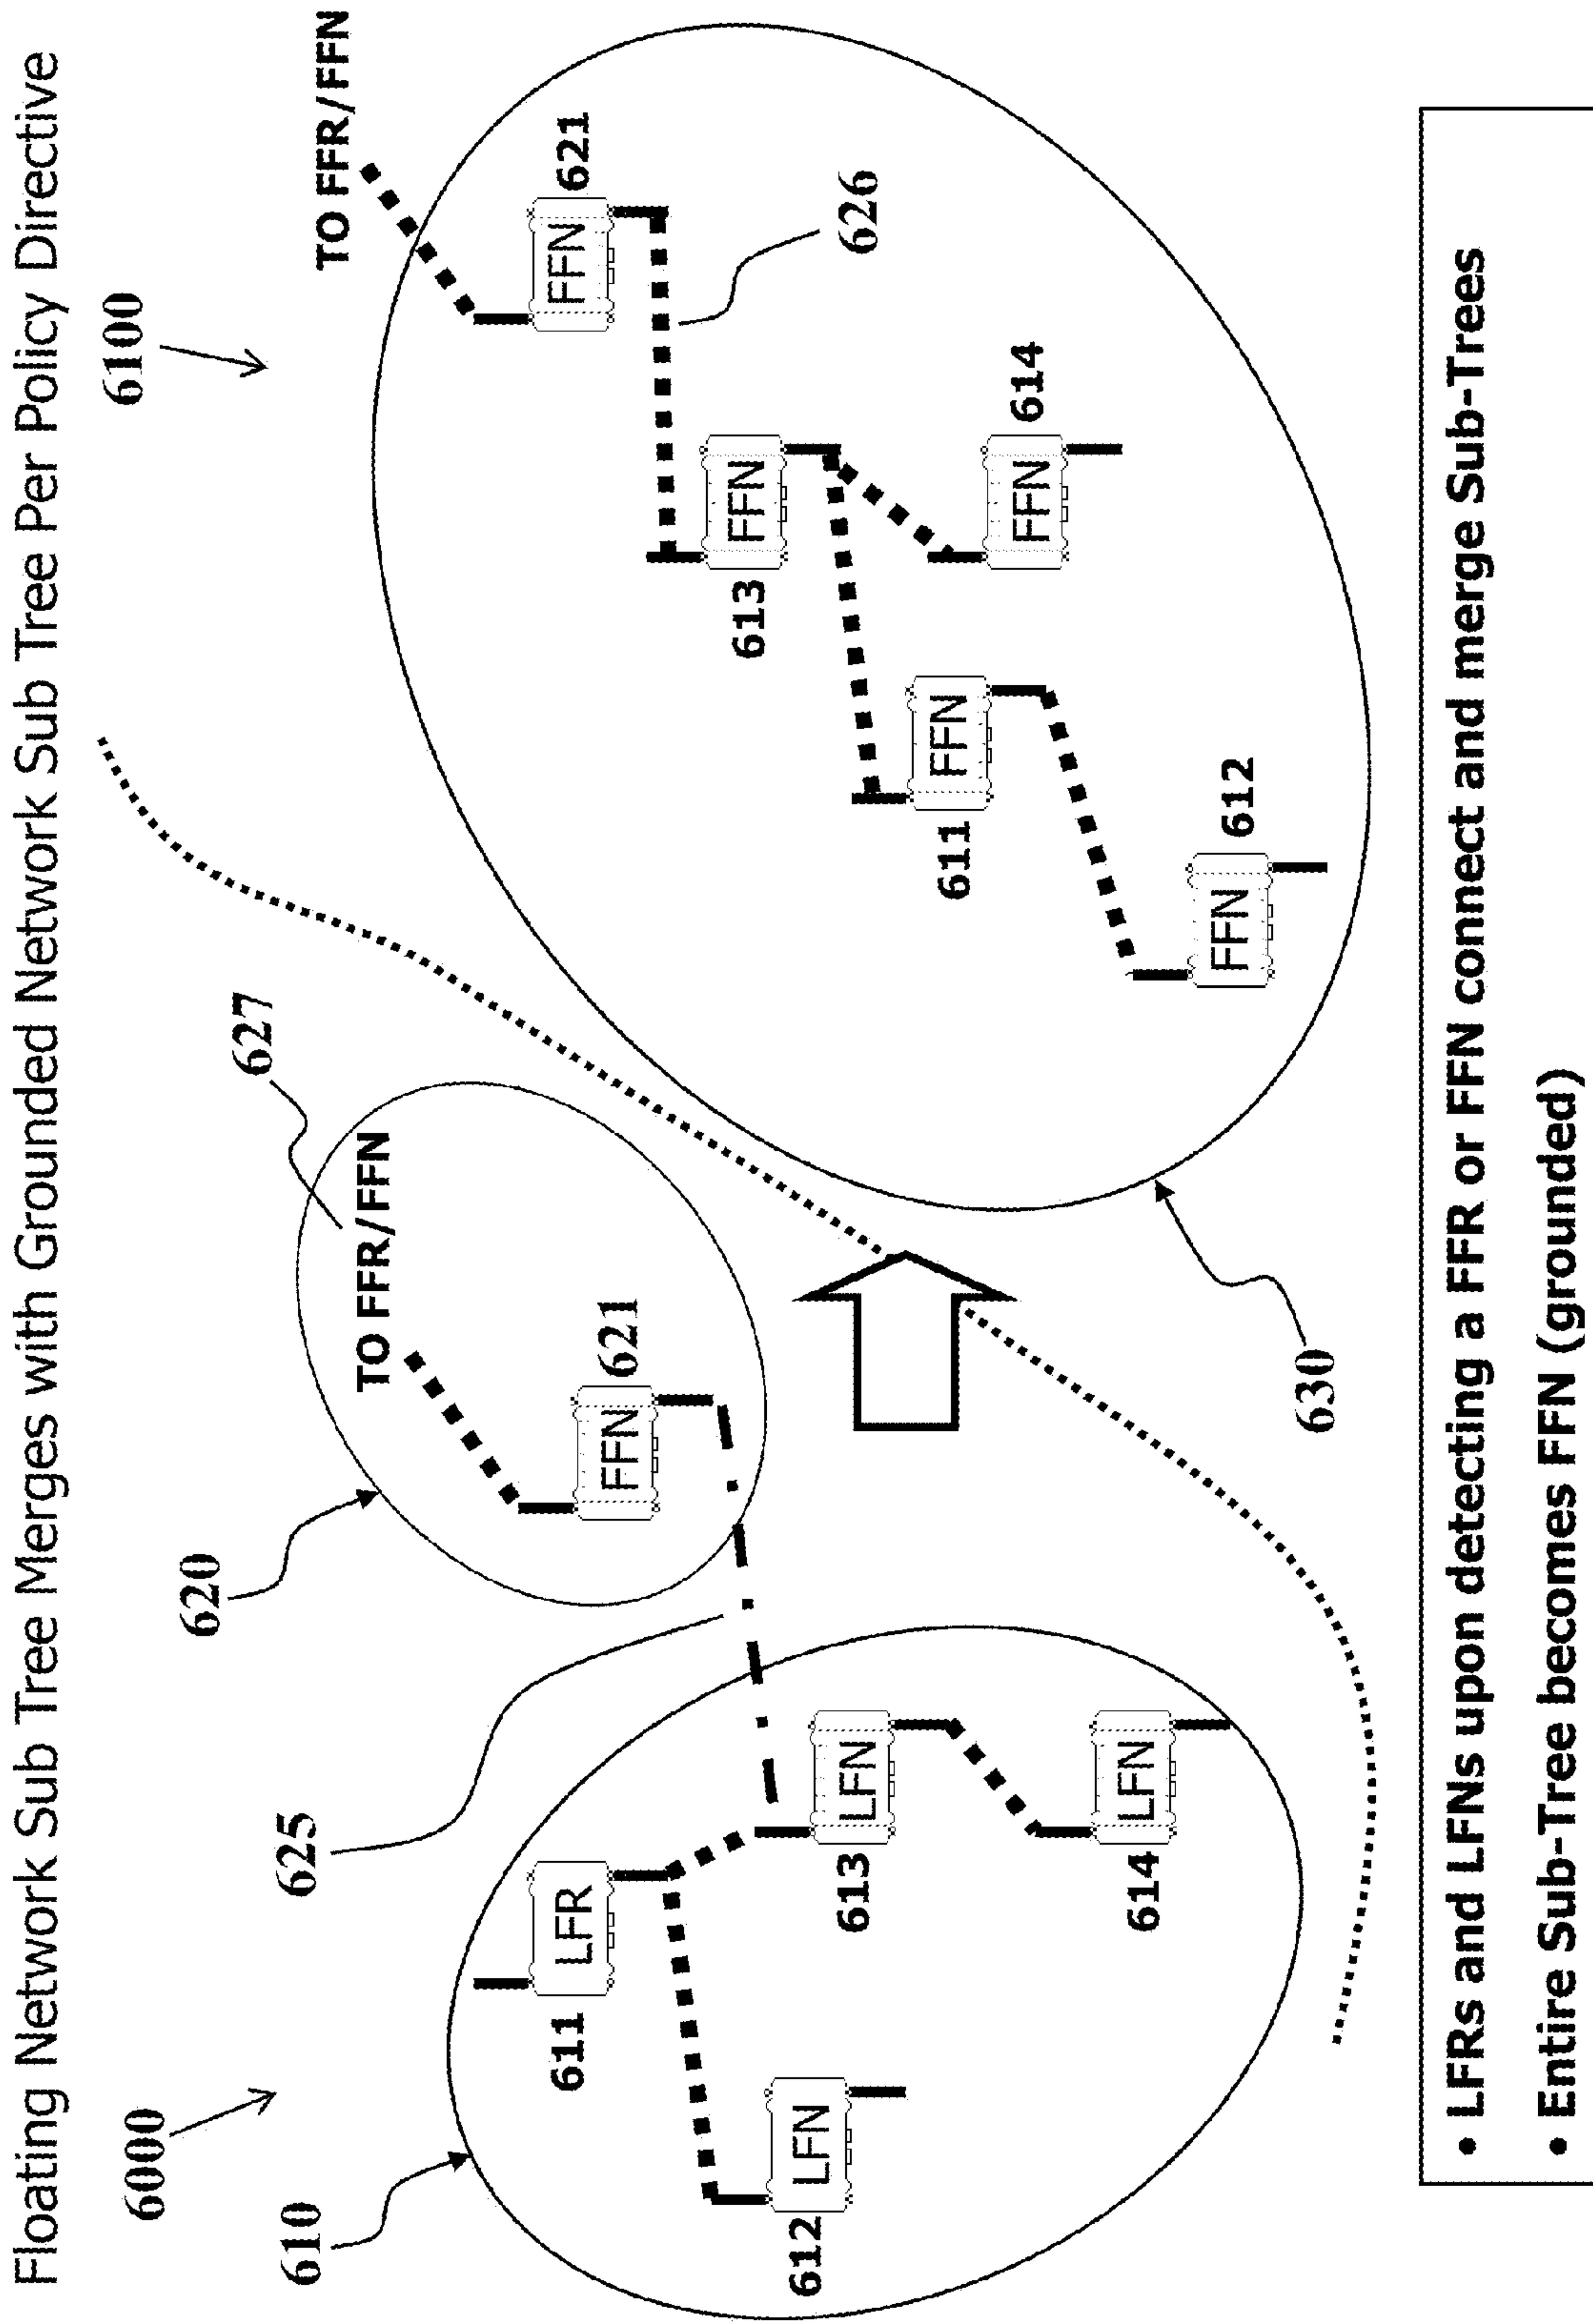 Floating Network Sub Tree Merges with Grounded Network Sub Tree Per Policy Directive
6000
6100
610
625
620
627
TO FFR/FFN
TO FFR/FFN
611
LFR
FFN
621
FFN
621
612
LFN
613
LFN
614
LFN
613
FFN
626
611
FFN
FFN
614
FFN
612
630
• LFRs and LFNs upon detecting a FFR or FFN connect and merge Sub-Trees
• Entire Sub-Tree becomes FFN (grounded)